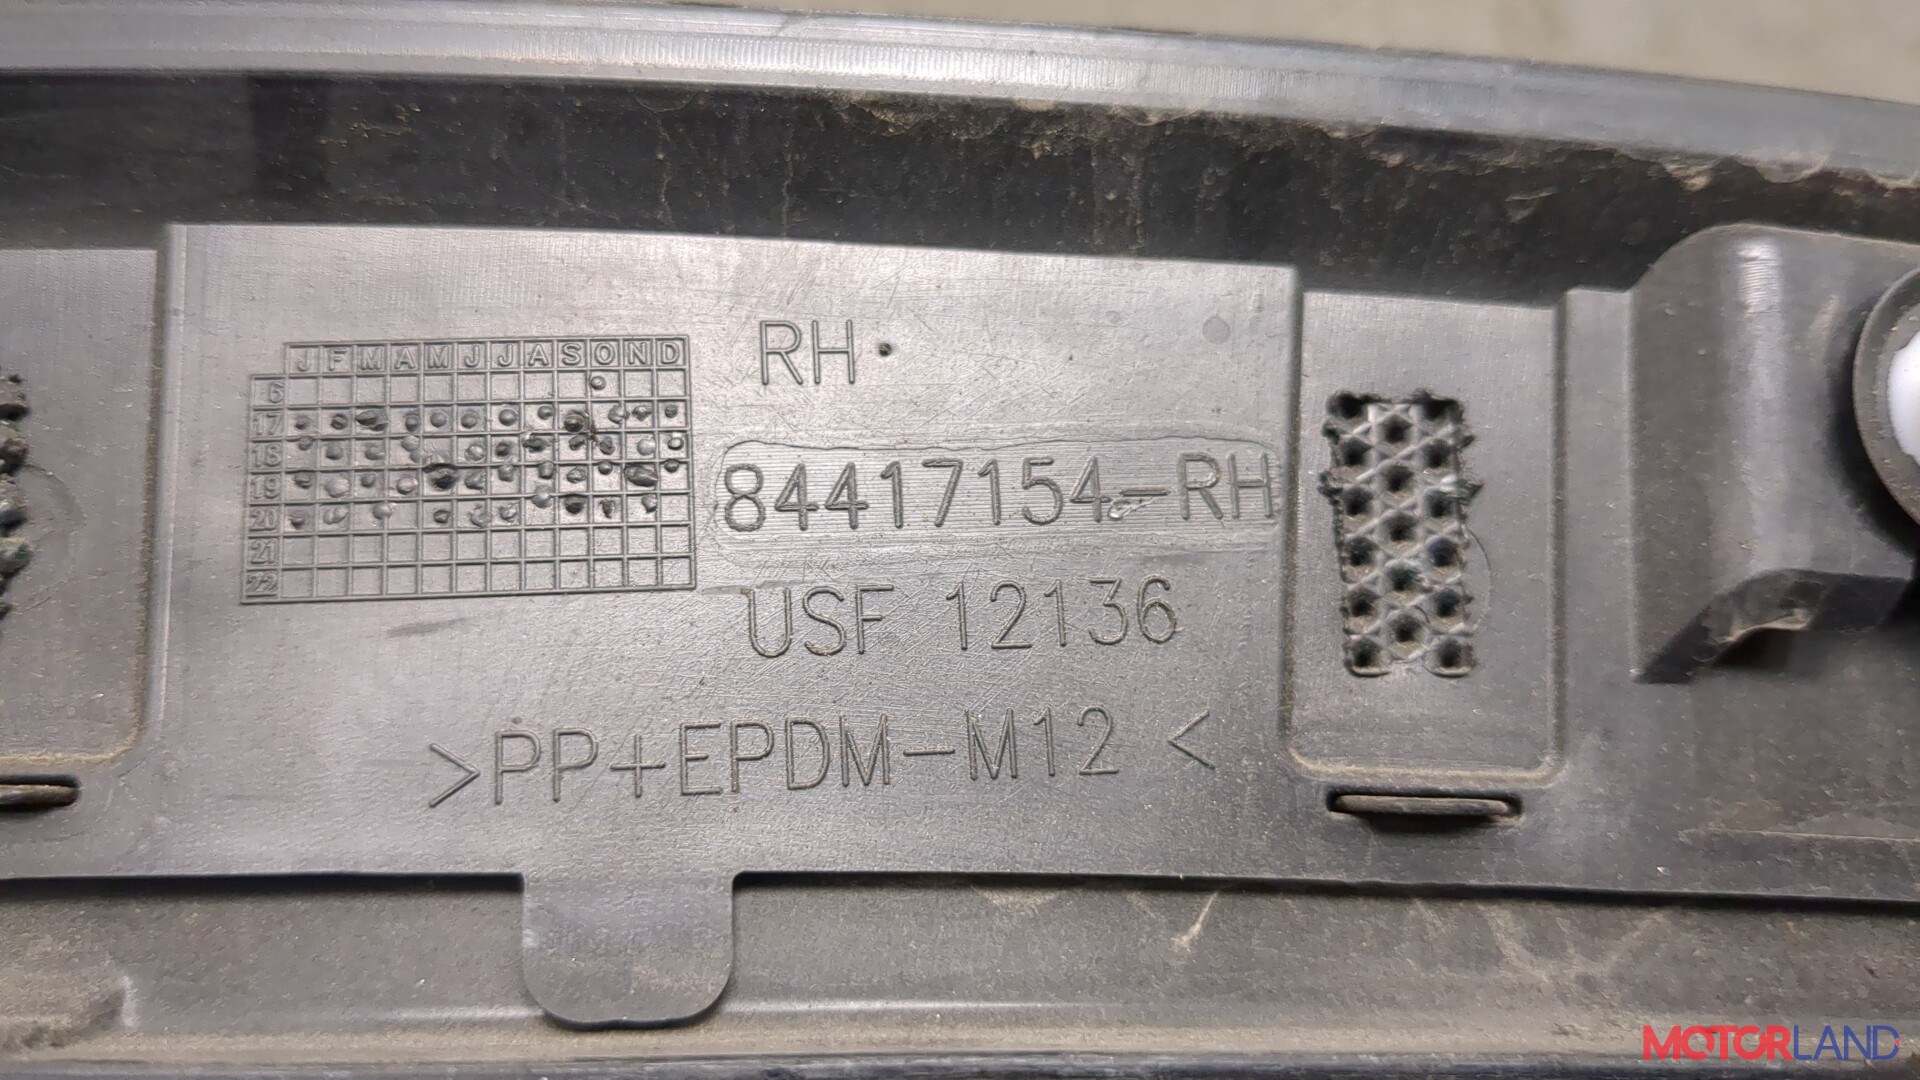 RH
J F M A M J J A S O N D
6
17
18
19
20
21
22
84417154-RH
USF 12136
>PP+EPDM-M12 <
MOTORLAND